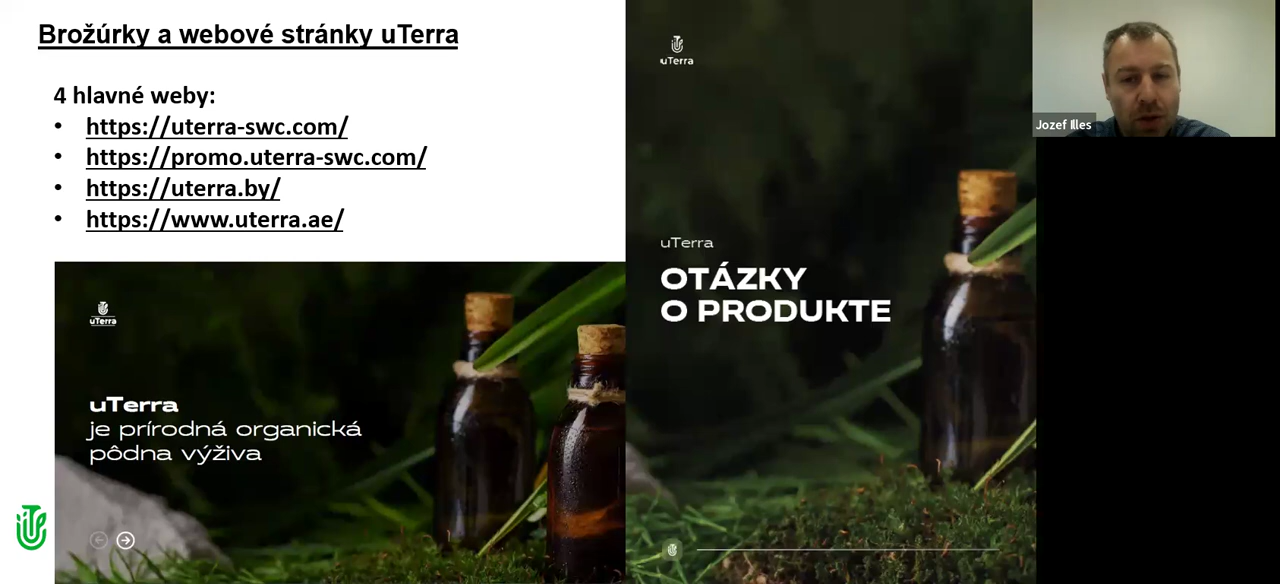 Brožúrky a webové stránky uTerra
4 hlavné weby:
• https://uterra-swc.com/
• https://promo.uterra-swc.com/
• https://uterra.by/
• https://www.uterra.ae/
uTerra
uTerra
je prírodná organická
pôdna výživa
uTerra
uTerra
OTÁZKY
O PRODUKTE
Jozef Illes